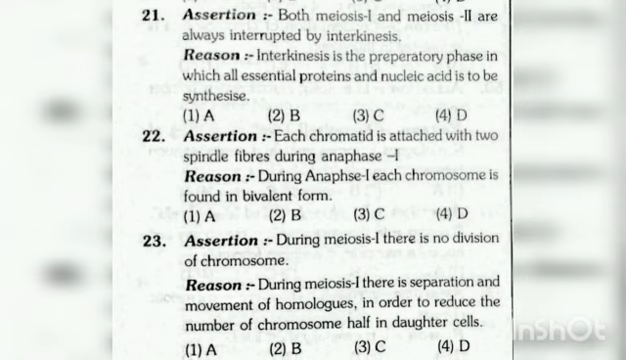 21. Assertion :- Both meiosis-I and meiosis -II are
always interrupted by interkinesis.
Reason :- Interkinesis is the preperatory phase in
which all essential proteins and nucleic acid is to be
synthesise.
(1) A (2) B (3) C (4) D
22. Assertion :- Each chromatid is attached with two
spindle fibres during anaphase –I
Reason :- During Anaphse-I each chromosome is
found in bivalent form.
(1) A (2) B (3) C (4) D
23. Assertion :- During meiosis-I there is no division
of chromosome.
Reason :- During meiosis-I there is separation and
movement of homologues, in order to reduce the
number of chromosome half in daughter cells.
(1) A (2) B (3) C (4) D
InShOt